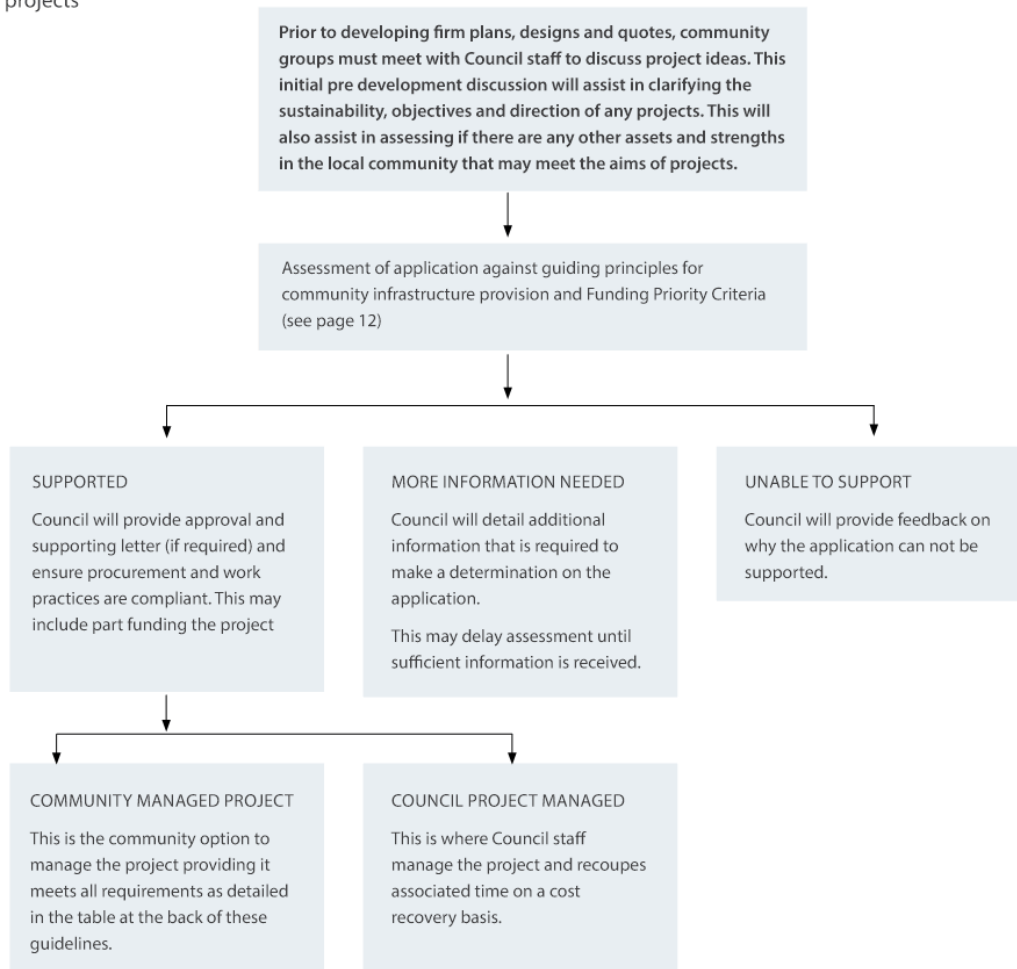 projects
Prior to developing firm plans, designs and quotes, community
groups must meet with Council staff to discuss project ideas. This
initial pre development discussion will assist in clarifying the
sustainability, objectives and direction of any projects. This will
also assist in assessing if there are any other assets and strengths
in the local community that may meet the aims of projects.
Assessment of application against guiding principles for
community infrastructure provision and Funding Priority Criteria
(see page 12)
SUPPORTED
Council will provide approval and
supporting letter (if required) and
ensure procurement and work
practices are compliant. This may
include part funding the project
MORE INFORMATION NEEDED
Council will detail additional
information that is required to
make a determination on the
application.
This may delay assessment until
sufficient information is received.
UNABLE TO SUPPORT
Council will provide feedback on
why the application can not be
supported.
COMMUNITY MANAGED PROJECT
This is the community option to
manage the project providing it
meets all requirements as detailed
in the table at the back of these
guidelines.
COUNCIL PROJECT MANAGED
This is where Council staff
manage the project and recoupes
associated time on a cost
recovery basis.